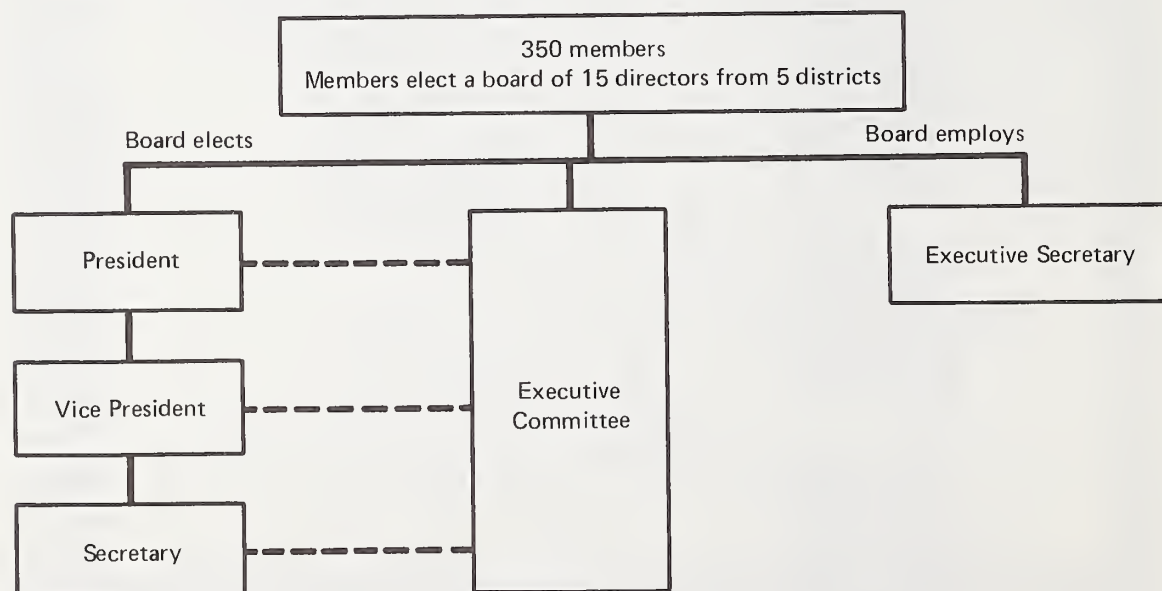 350 members
Members elect a board of 15 directors from 5 districts
Board elects
Board employs
President
Executive Secretary
Vice President
Executive
Committee
Secretary